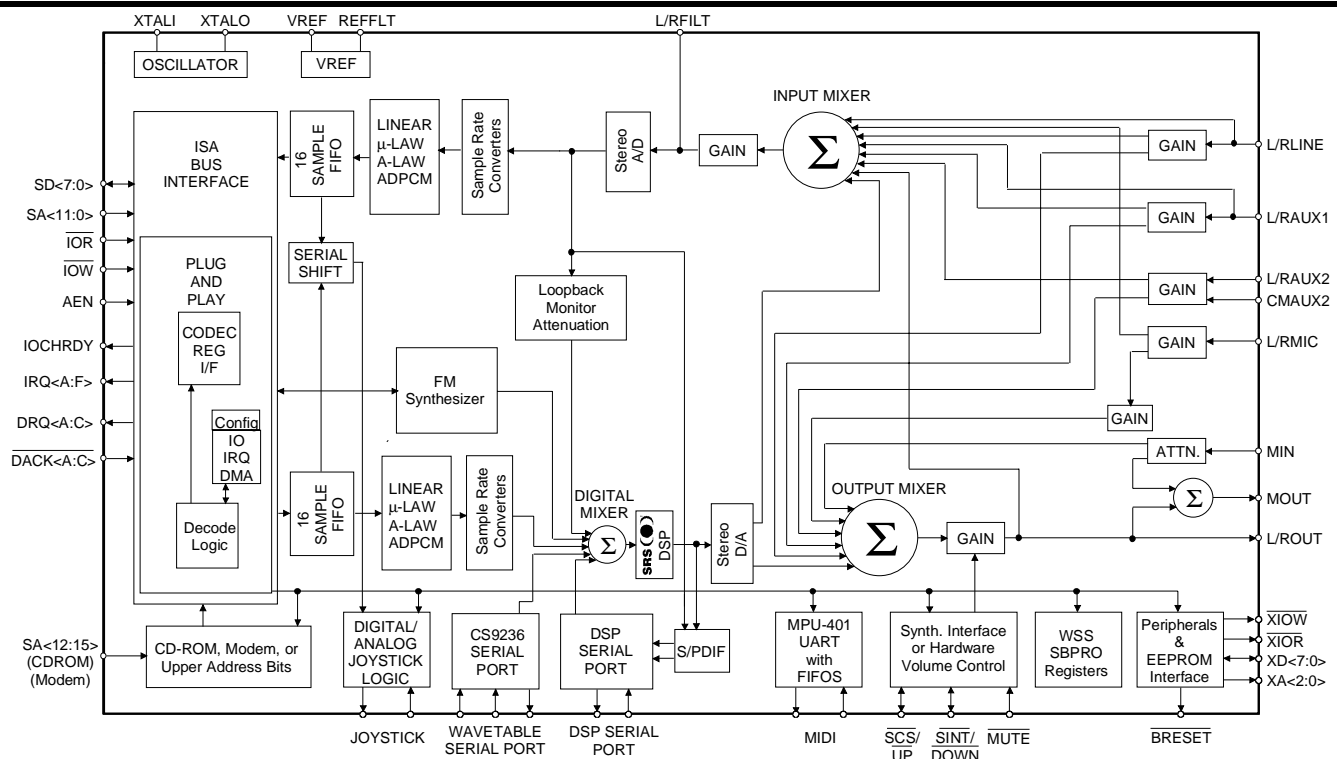 XTALI
XTALO
VREF
REFFLT
L/RFILT
OSCILLATOR
VREF
INPUT MIXER
Σ
ISA
BUS
INTERFACE
16
SAMPLE
FIFO
LINEAR
μ-LAW
A-LAW
ADPCM
Sample Rate
Converters
Stereo
A/D
GAIN
GAIN
L/RLINE
SD<7:0>
SA<11:0>
IOR
IOW
AEN
IOCHRDY
IRQ<A:F>
DRQ<A:C>
DACK<A:C>
PLUG
AND
PLAY
CODEC
REG
I/F
Config
IO
IRQ
DMA
Decode
Logic
SERIAL
SHIFT
Loopback
Monitor
Attenuation
FM
Synthesizer
GAIN
L/RAUX1
GAIN
L/RAUX2
CMAUX2
GAIN
L/RMIC
GAIN
ATTN.
MIN
Σ
MOUT
16
SAMPLE
FIFO
LINEAR
μ-LAW
A-LAW
ADPCM
Sample Rate
Converters
DIGITAL
MIXER
Σ
SRS
DSP
Stereo
D/A
OUTPUT MIXER
Σ
GAIN
L/ROUT
SA<12:15>
(CDROM)
(Modem)
CD-ROM, Modem, or
Upper Address Bits
DIGITAL/
ANALOG
JOYSTICK
LOGIC
CS9236
SERIAL
PORT
DSP
SERIAL
PORT
S/PDIF
MPU-401
UART
with
FIFOS
Synth. Interface
or Hardware
Volume Control
WSS
SBPRO
Registers
Peripherals
&
EEPROM
Interface
XIOW
XIOR
XD<7:0>
XA<2:0>
JOYSTICK
WAVETABLE
SERIAL PORT
DSP SERIAL
PORT
MIDI
SCS/
UP
SINT/
DOWN
MUTE
BRESET